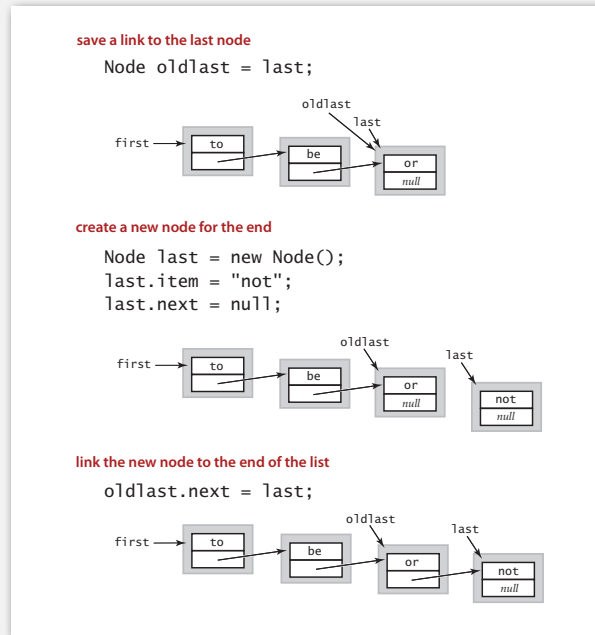 save a link to the last node
Node oldlast = last;
oldlast
last
first
to
be
or
null
create a new node for the end
Node last = new Node();
last.item = "not";
last.next = null;
oldlast
last
first
to
be
or
null
not
null
link the new node to the end of the list
oldlast.next = last;
oldlast
last
first
to
be
or
not
null